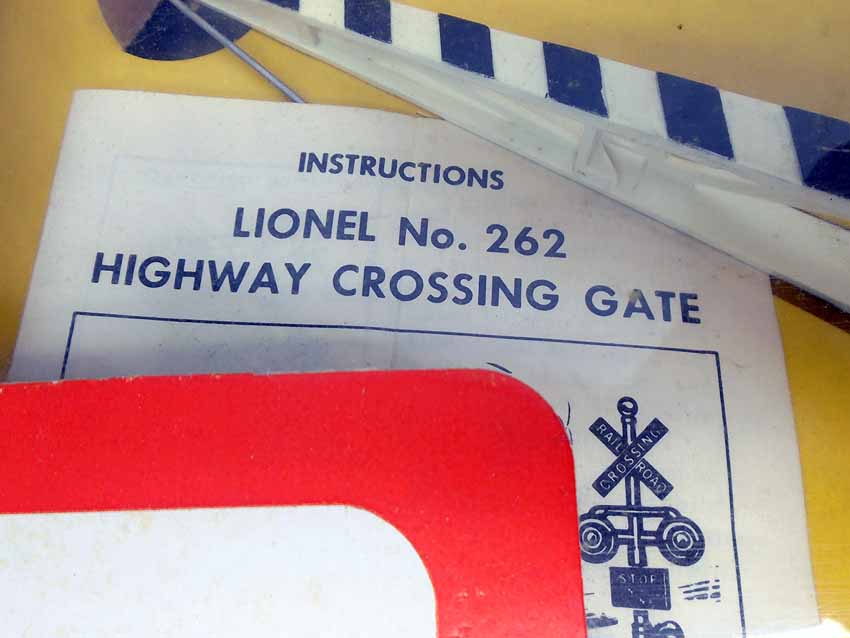 INSTRUCTIONS
LIONEL No. 262
HIGHWAY CROSSING GATE
RAIL CROSSING
ROAD
STOP